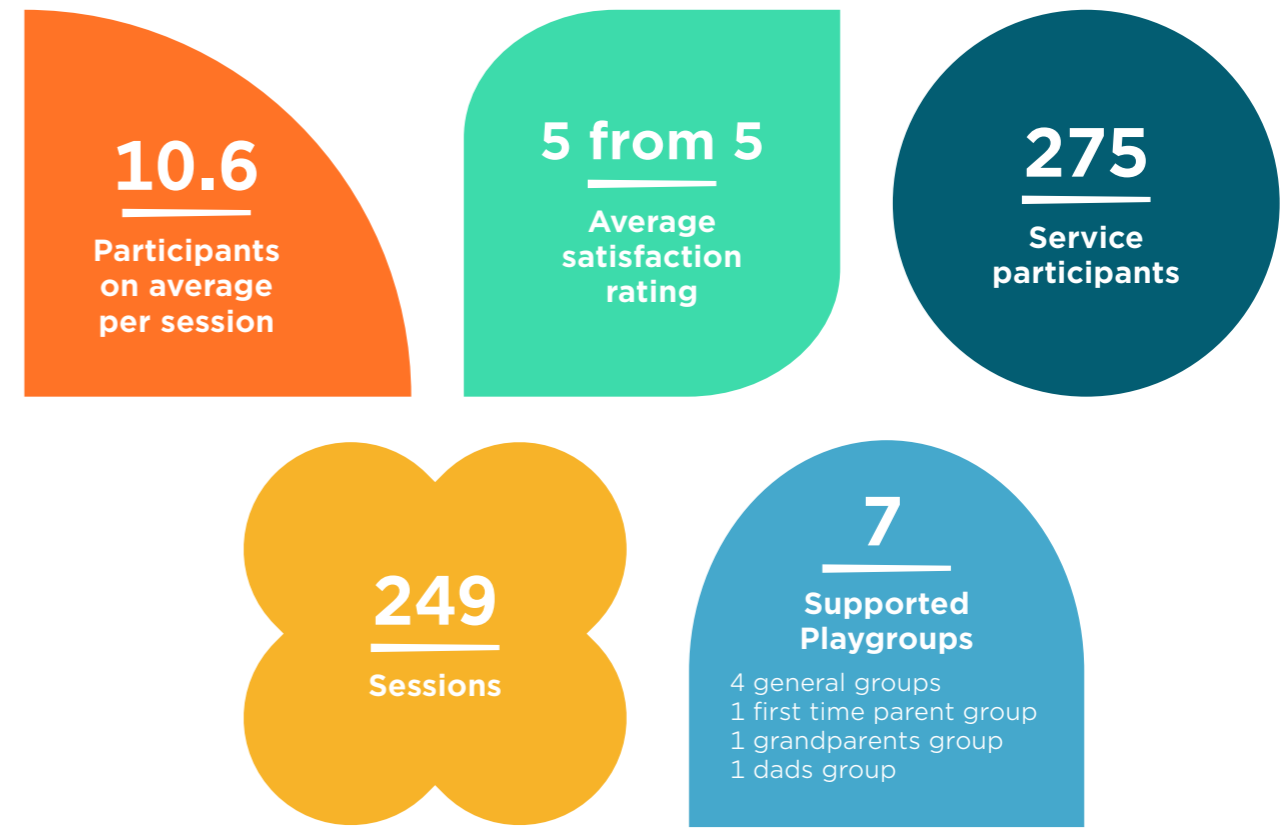 10.6
Participants
on average
per session
5 from 5
Average
satisfaction
rating
275
Service
participants
249
Sessions
7
Supported
Playgroups
4 general groups
1 first time parent group
1 grandparents group
1 dads group